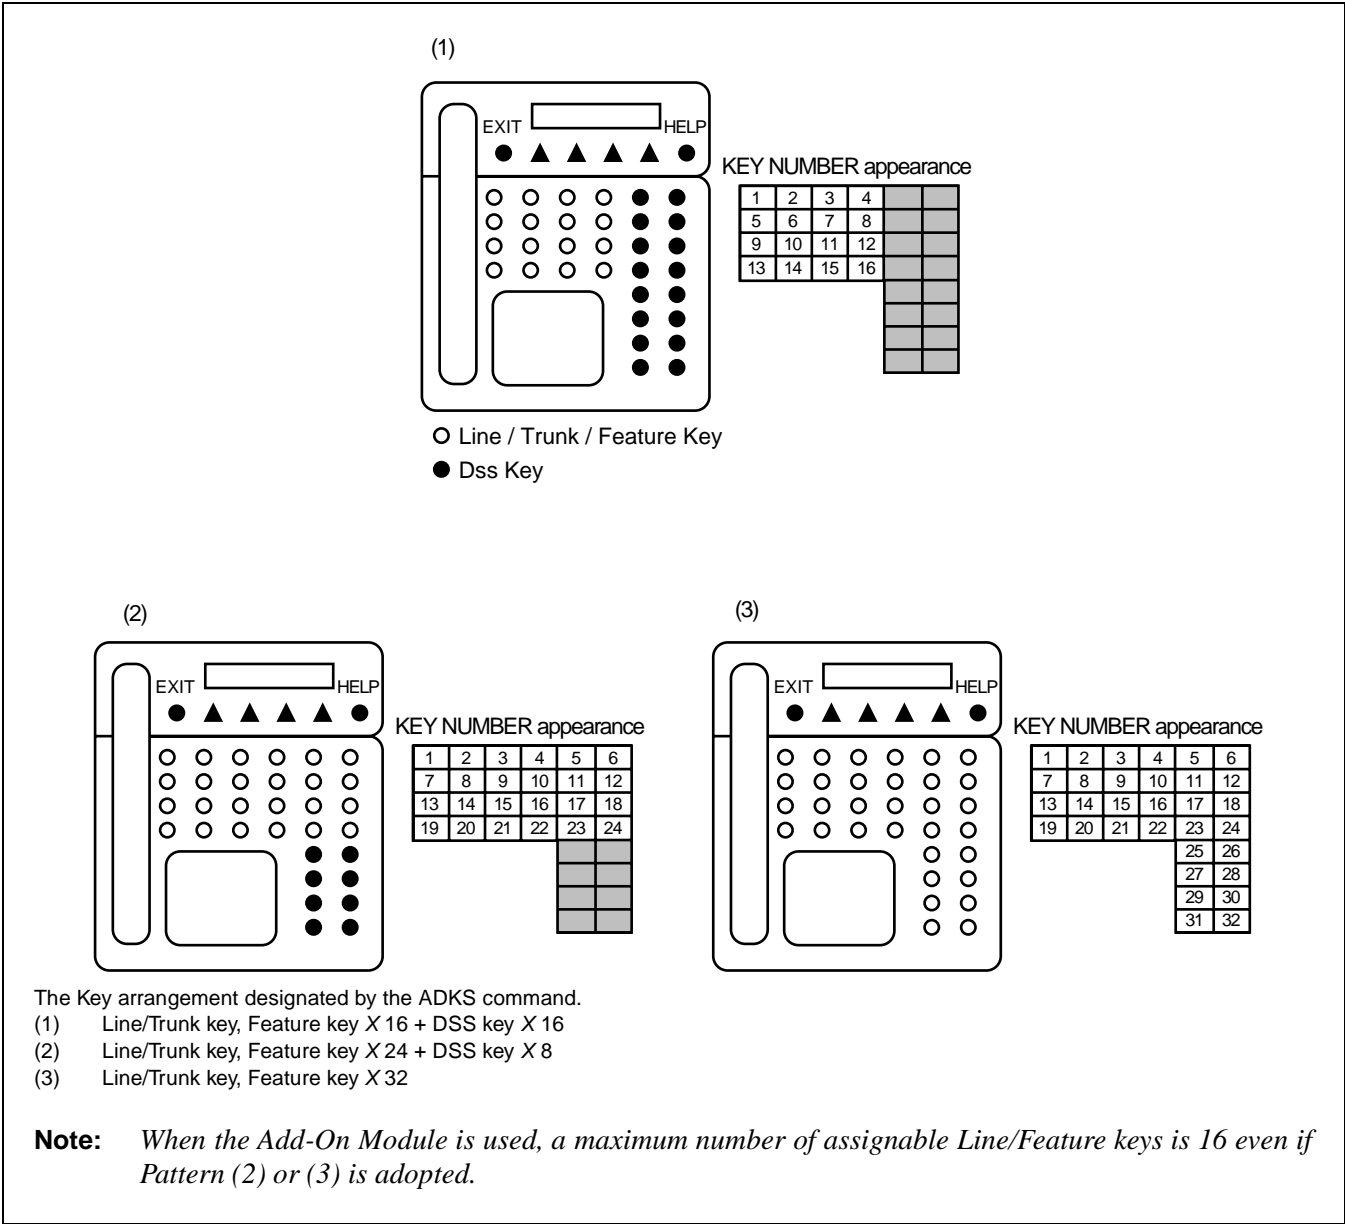 (1)
EXIT HELP
KEY NUMBER appearance
1 2 3 4
5 6 7 8
9 10 11 12
13 14 15 16
Line / Trunk / Feature Key
Dss Key
(2)
EXIT HELP
KEY NUMBER appearance
1 2 3 4 5 6
7 8 9 10 11 12
13 14 15 16 17 18
19 20 21 22 23 24
(3)
EXIT HELP
KEY NUMBER appearance
1 2 3 4 5 6
7 8 9 10 11 12
13 14 15 16 17 18
19 20 21 22 23 24
25 26
27 28
29 30
31 32
The Key arrangement designated by the ADKS command.
(1) Line/Trunk key, Feature key X 16 + DSS key X 16
(2) Line/Trunk key, Feature key X 24 + DSS key X 8
(3) Line/Trunk key, Feature key X 32
Note: When the Add-On Module is used, a maximum number of assignable Line/Feature keys is 16 even if
Pattern (2) or (3) is adopted.